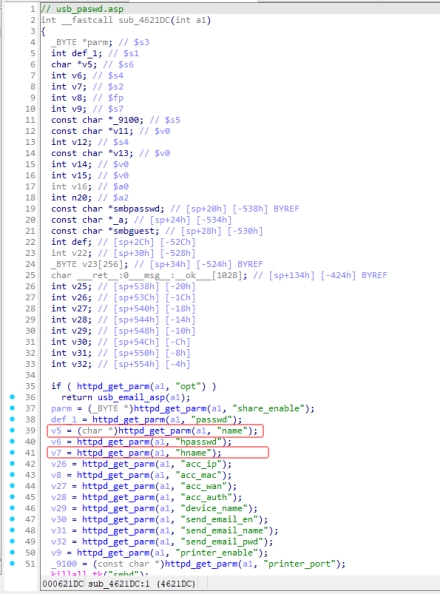 1 // usb_paswd.asp
2 int __fastcall sub_4621DC(int a1)
3 {
4 _BYTE *parm; // $s3
5 int def_1; // $s1
6 char *v5; // $s6
7 int v6; // $s4
8 int v7; // $s2
9 int v8; // $fp
10 int v9; // $s7
11 const char *_9100; // $s5
12 const char *v11; // $v0
13 int v12; // $s4
14 const char *v13; // $v0
15 int v14; // $v0
16 int v15; // $v0
17 int v16; // $a0
18 int n20; // $a2
19 const char *smbpasswd; // [sp+20h] [-538h] BYREF
20 const char *_a; // [sp+24h] [-534h]
21 const char *smbguest; // [sp+28h] [-530h]
22 int def; // [sp+2Ch] [-52Ch]
23 int v22; // [sp+30h] [-528h]
24 _BYTE v23[256]; // [sp+34h] [-524h] BYREF
25 char ___ret__:0___msg__:__ok___[1028]; // [sp+134h] [-424h] BYREF
26 int v25; // [sp+538h] [-20h]
27 int v26; // [sp+53Ch] [-1Ch]
28 int v27; // [sp+540h] [-18h]
29 int v28; // [sp+544h] [-14h]
30 int v29; // [sp+548h] [-10h]
31 int v30; // [sp+54Ch] [-Ch]
32 int v31; // [sp+550h] [-8h]
33 int v32; // [sp+554h] [-4h]
34
35 if ( httpd_get_parm(a1, "opt") )
36 return usb_email_asp(a1);
37 parm = (_BYTE *)httpd_get_parm(a1, "share_enable");
38 def_1 = httpd_get_parm(a1, "passwd");
39 v5 = (char *)httpd_get_parm(a1, "name");
40 v6 = httpd_get_parm(a1, "hpasswd");
41 v7 = httpd_get_parm(a1, "hname");
42 v26 = httpd_get_parm(a1, "acc_ip");
43 v8 = httpd_get_parm(a1, "acc_mac");
44 v27 = httpd_get_parm(a1, "acc_wan");
45 v28 = httpd_get_parm(a1, "acc_auth");
46 v29 = httpd_get_parm(a1, "device_name");
47 v30 = httpd_get_parm(a1, "send_email_en");
48 v31 = httpd_get_parm(a1, "send_email_name");
49 v32 = httpd_get_parm(a1, "send_email_pwd");
50 v9 = httpd_get_parm(a1, "printer_enable");
51 _9100 = (const char *)httpd_get_parm(a1, "printer_port");
killall_tk("smbd");
000621DC sub_4621DC:1 (4621DC)